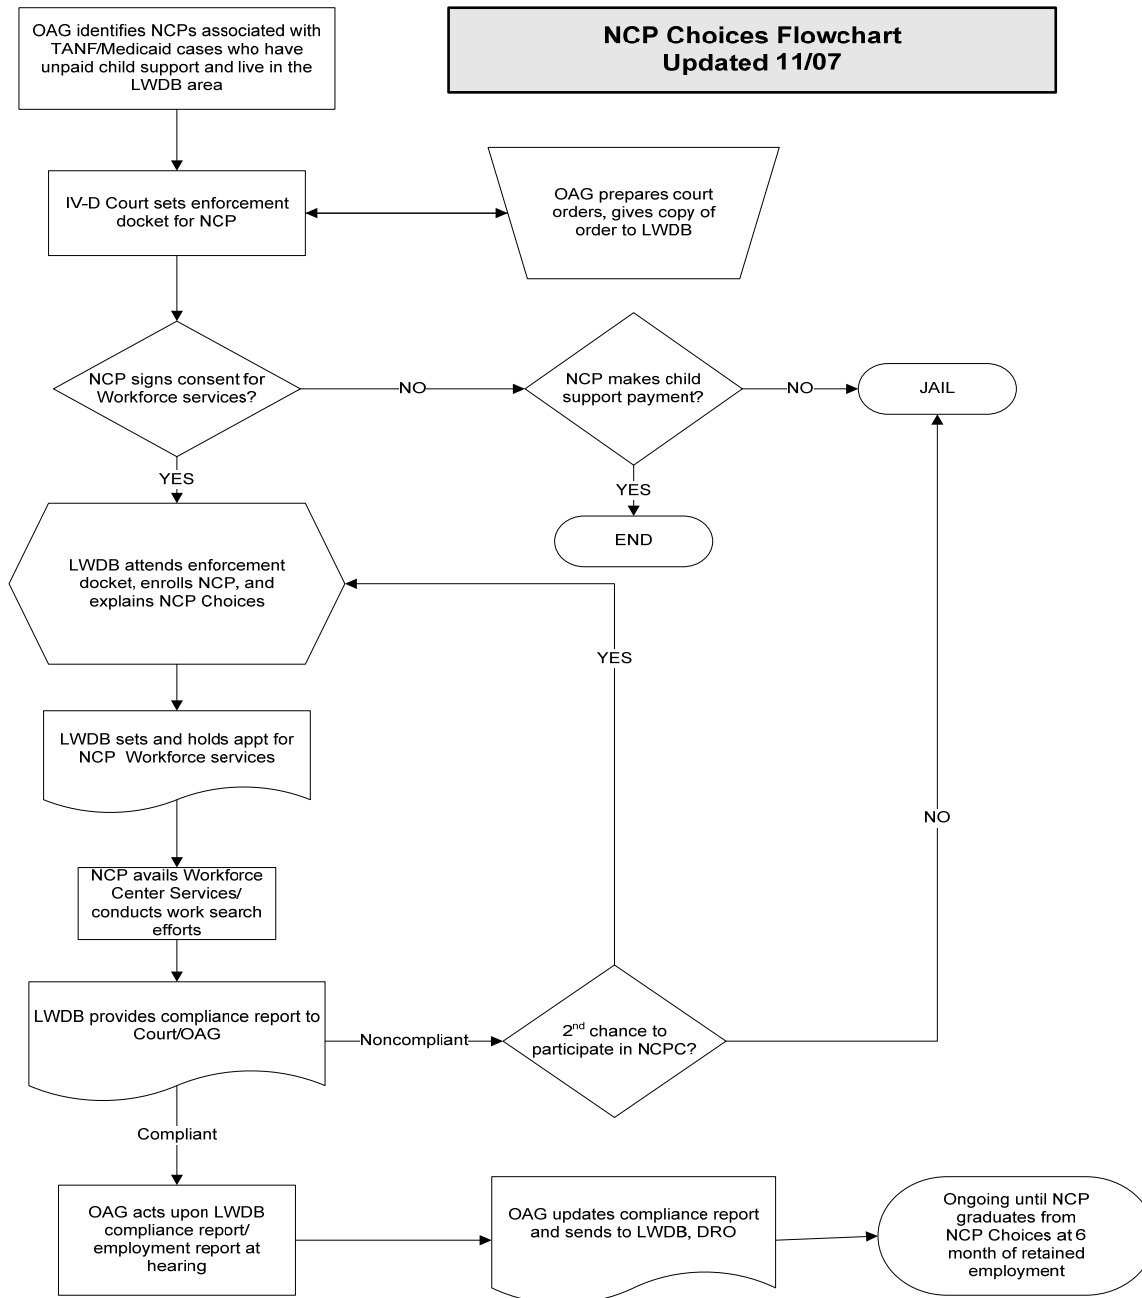 OAG identifies NCPs associated with
TANF/Medicaid cases who have
unpaid child support and live in the
LWDB area
NCP Choices Flowchart
Updated 11/07
IV-D Court sets enforcement
docket for NCP
OAG prepares court
orders, gives copy of
order to LWDB
NCP signs consent for
Workforce services?
NO
NCP makes child
support payment?
NO
JAIL
YES
YES
END
LWDB attends enforcement
docket, enrolls NCP, and
explains NCP Choices
YES
LWDB sets and holds appt for
NCP Workforce services
NO
NCP avails Workforce
Center Services/
conducts work search
efforts
LWDB provides compliance report to
Court/OAG
Noncompliant
2nd chance to
participate in NCPC?
Compliant
OAG acts upon LWDB
compliance report/
employment report at
hearing
OAG updates compliance report
and sends to LWDB, DRO
Ongoing until NCP
graduates from
NCP Choices at 6
month of retained
employment